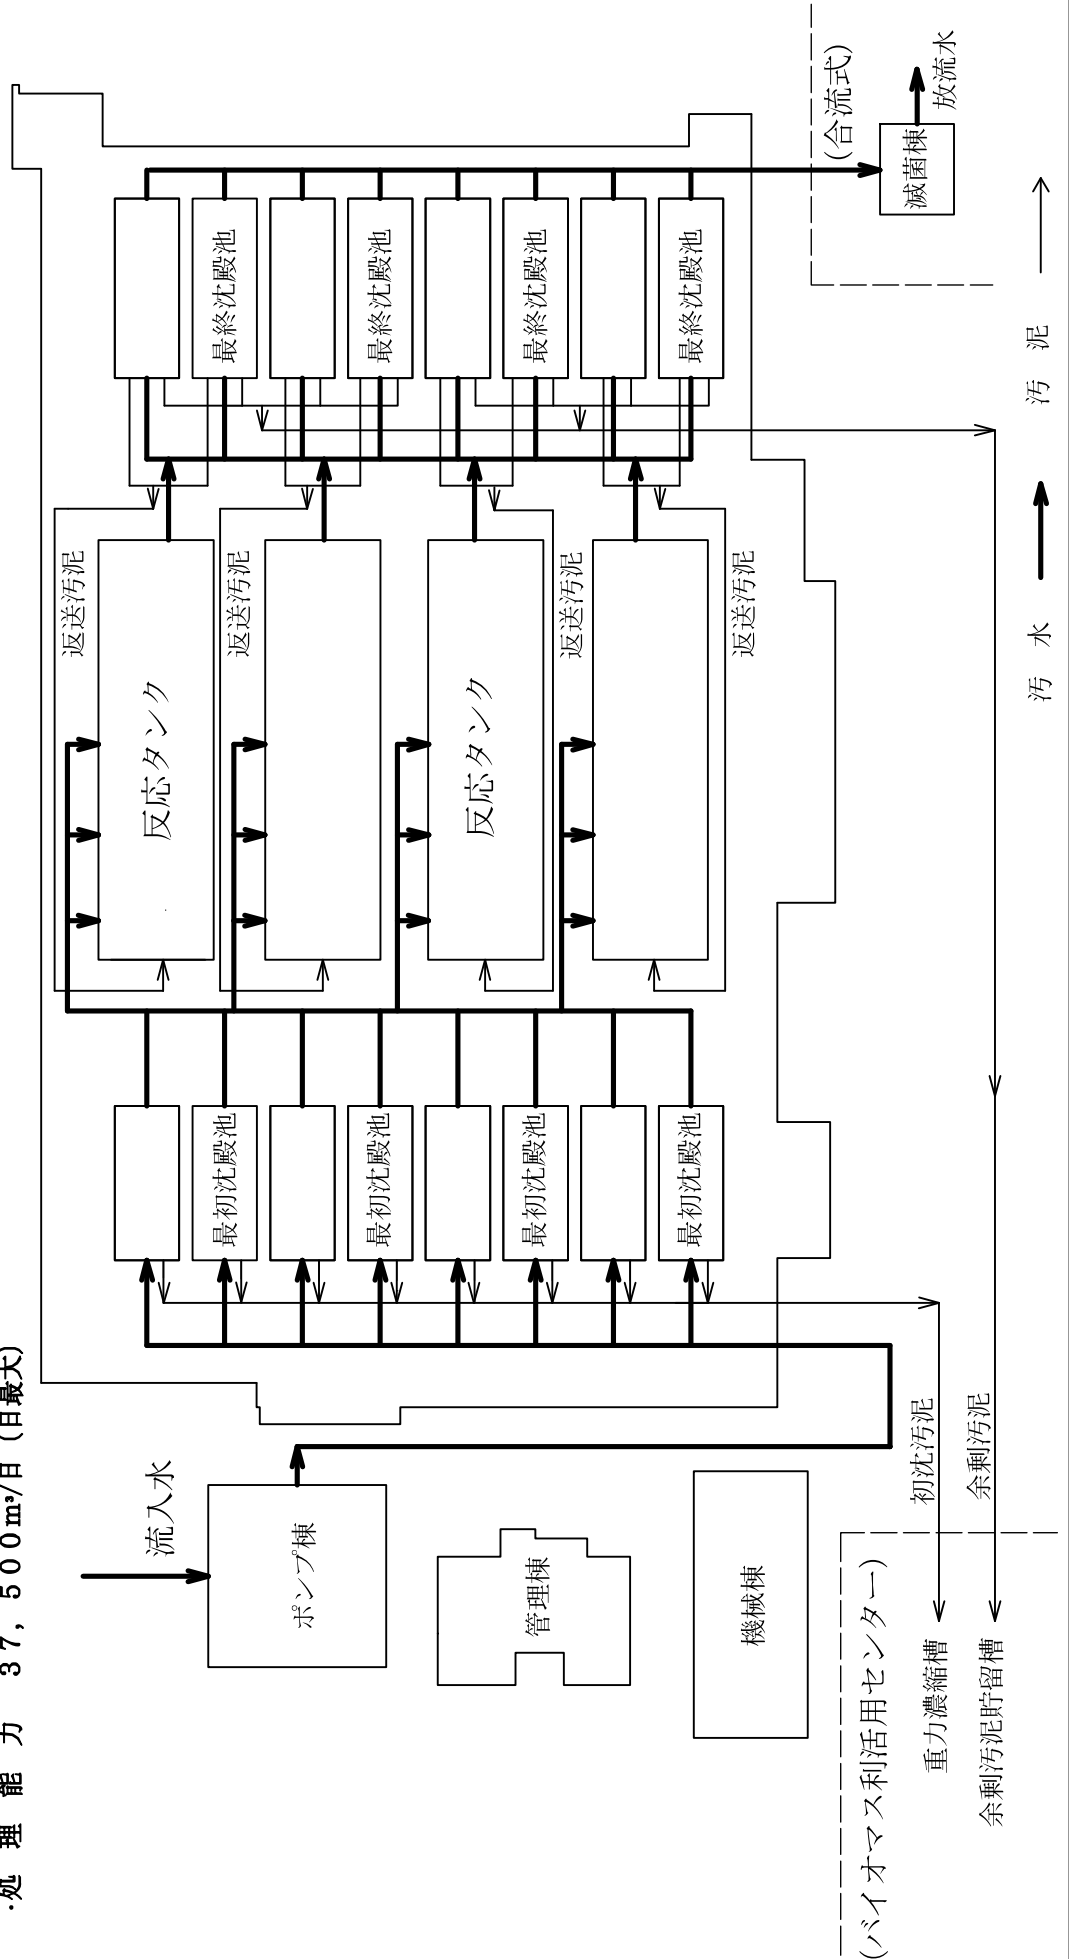 ・処理能力 37,500m³/日(日最大)
流入水
ポンプ棟
管理棟
機械棟
(バイオマス利活用センター)
重力濃縮槽
余剰汚泥貯留槽
初沈汚泥
余剰汚泥
最初沈殿池
最初沈殿池
最初沈殿池
最初沈殿池
反応タンク
反応タンク
返送汚泥
返送汚泥
返送汚泥
返送汚泥
最終沈殿池
最終沈殿池
最終沈殿池
最終沈殿池
(合流式)
滅菌棟
放流水
汚 水
汚 泥